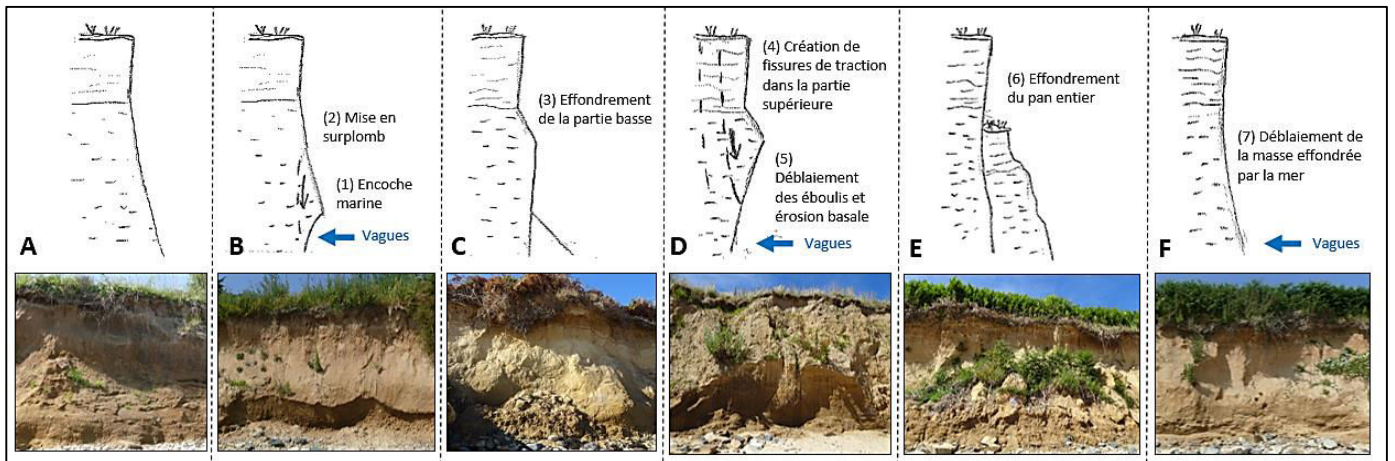 A
(2) Mise en
surplomb
(1) Encoche
marine
B
Vagues
(3) Effondrement
de la partie basse
C
(4) Création de
fissures de traction
dans la partie
supérieure
(5)
Déblaiement
des éboulis et
érosion basale
D
Vagues
(6) Effondrement
du pan entier
E
(7) Déblaiement de
la masse effondrée
par la mer
F
Vagues